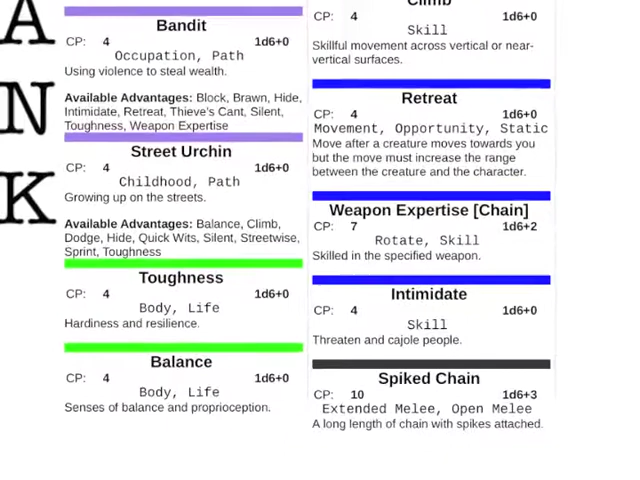 A
N
K
Bandit
CP: 4 1d6+0
Occupation, Path
Using violence to steal wealth.
Available Advantages: Block, Brawn, Hide,
Intimidate, Retreat, Thieve's Cant, Silent,
Toughness, Weapon Expertise
Street Urchin
CP: 4 1d6+0
Childhood, Path
Growing up on the streets.
Available Advantages: Balance, Climb,
Dodge, Hide, Quick Wits, Silent, Streetwise,
Sprint, Toughness
Toughness
CP: 4 1d6+0
Body, Life
Hardiness and resilience.
Balance
CP: 4 1d6+0
Body, Life
Senses of balance and proprioception.
Climb
CP: 4 1d6+0
Skill
Skillful movement across vertical or near-
vertical surfaces.
Retreat
CP: 4 1d6+0
Movement, Opportunity, Static
Move after a creature moves towards you
but the move must increase the range
between the creature and the character.
Weapon Expertise [Chain]
CP: 7 1d6+2
Rotate, Skill
Skilled in the specified weapon.
Intimidate
CP: 4 1d6+0
Skill
Threaten and cajole people.
Spiked Chain
CP: 10 1d6+3
Extended Melee, Open Melee
A long length of chain with spikes attached.